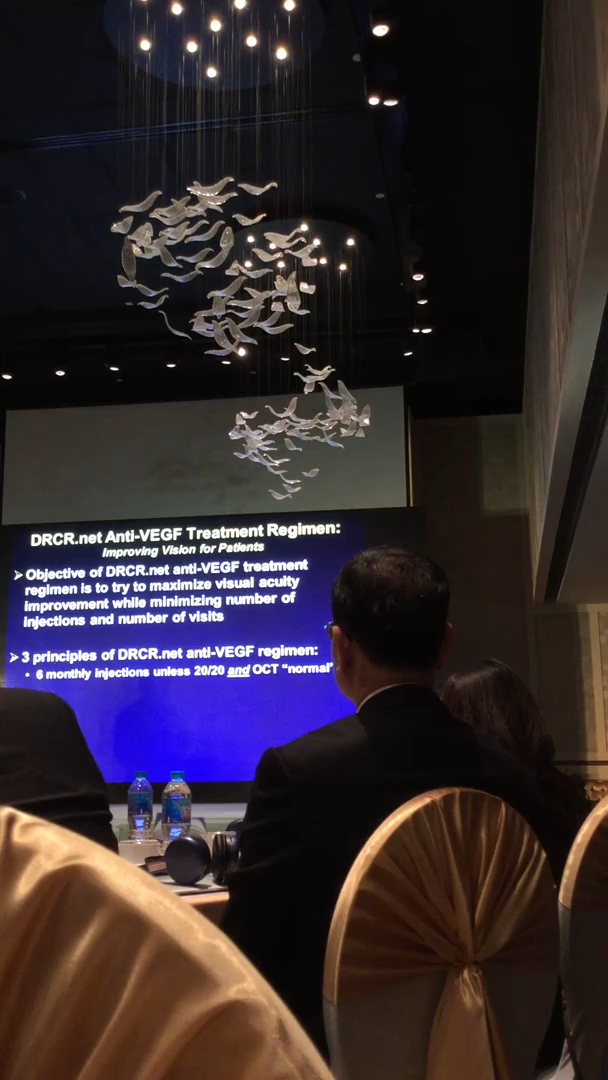 DRCR.net Anti-VEGF Treatment Regimen:
Improving Vision for Patients
➢ Objective of DRCR.net anti-VEGF treatment
regimen is to try to maximize visual acuity
improvement while minimizing number of
injections and number of visits
➢ 3 principles of DRCR.net anti-VEGF regimen:
• 6 monthly injections unless 20/20 and OCT “normal”